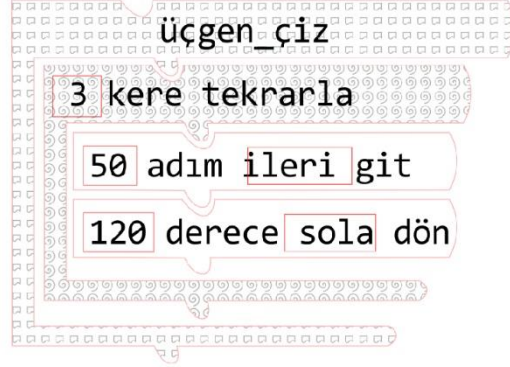 üçgen_çiz
3 kere tekrarla
50 adım ileri git
120 derece sola dön